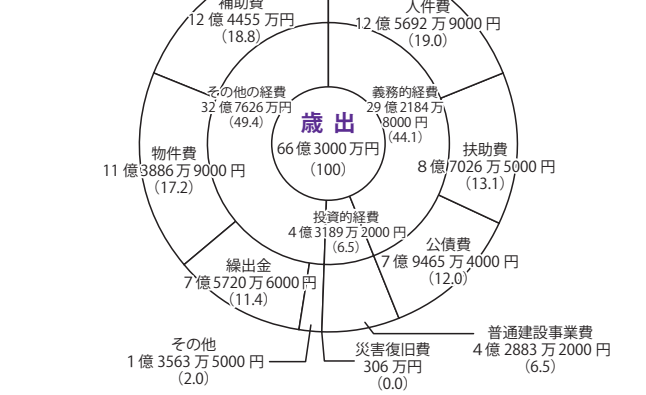 補助費
12 億 4455 万円
（18.8）
人件費
12 億 5692 万 9000 円
（19.0）
その他の経費
32 億 7626 万円
（49.4）
義務的経費
29 億 2184 万
8000 円
（44.1）
歳 出
66 億 3000 万円
（100）
物件費
11 億 3886 万 9000 円
（17.2）
扶助費
8 億 7026 万 5000 円
（13.1）
投資的経費
4 億 3189 万 2000 円
（6.5）
公債費
7 億 9465 万 4000 円
（12.0）
繰出金
7 億 5720 万 6000 円
（11.4）
その他
1 億 3563 万 5000 円
（2.0）
災害復旧費
306 万円
（0.0）
普通建設事業費
4 億 2883 万 2000 円
（6.5）